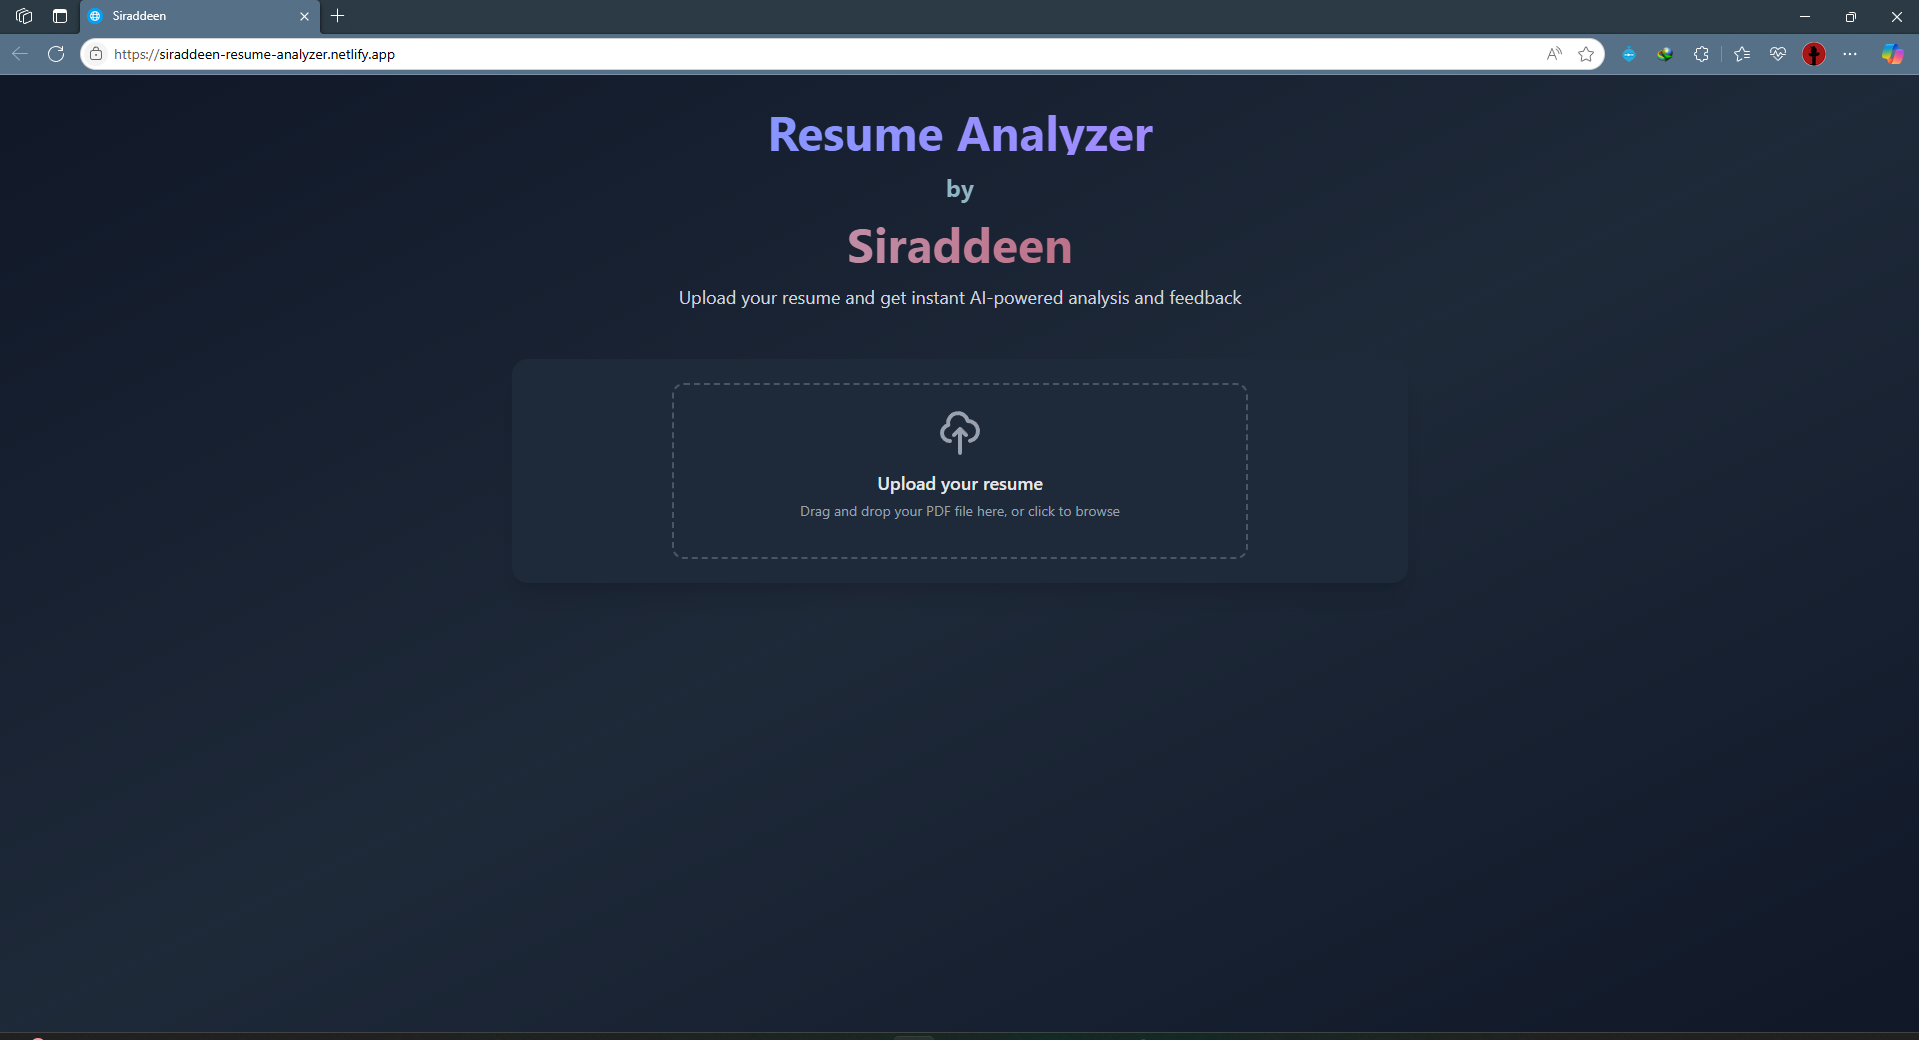 Siraddeen
https://siraddeen-resume-analyzer.netlify.app
Resume Analyzer
by
Siraddeen
Upload your resume and get instant AI-powered analysis and feedback
Upload your resume
Drag and drop your PDF file here, or click to browse